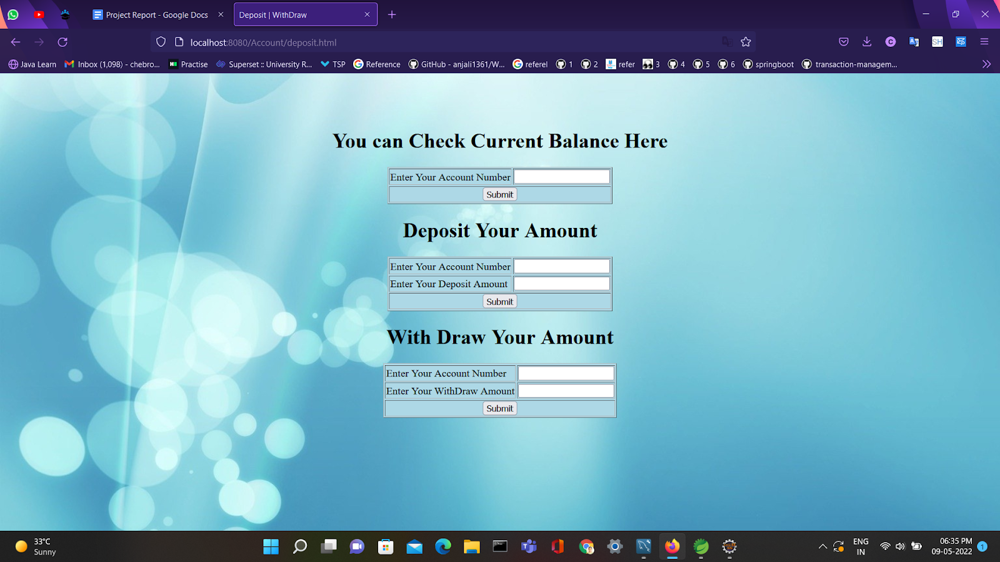 Project Report - Google Docs
Deposit | WithDraw
localhost:8080/Account/deposit.html
SH
Java Learn
Inbox (1,098) - chebro...
Practise
Superset :: University R...
TSP
Reference
GitHub - anjali1361/W...
referel
1
2
refer
3
4
5
6
springboot
transaction-managem...
You can Check Current Balance Here
Enter Your Account Number
Submit
Deposit Your Amount
Enter Your Account Number
Enter Your Deposit Amount
Submit
With Draw Your Amount
Enter Your Account Number
Enter Your WithDraw Amount
Submit
33°C
Sunny
ENG
IN
06:35 PM
09-05-2022
1